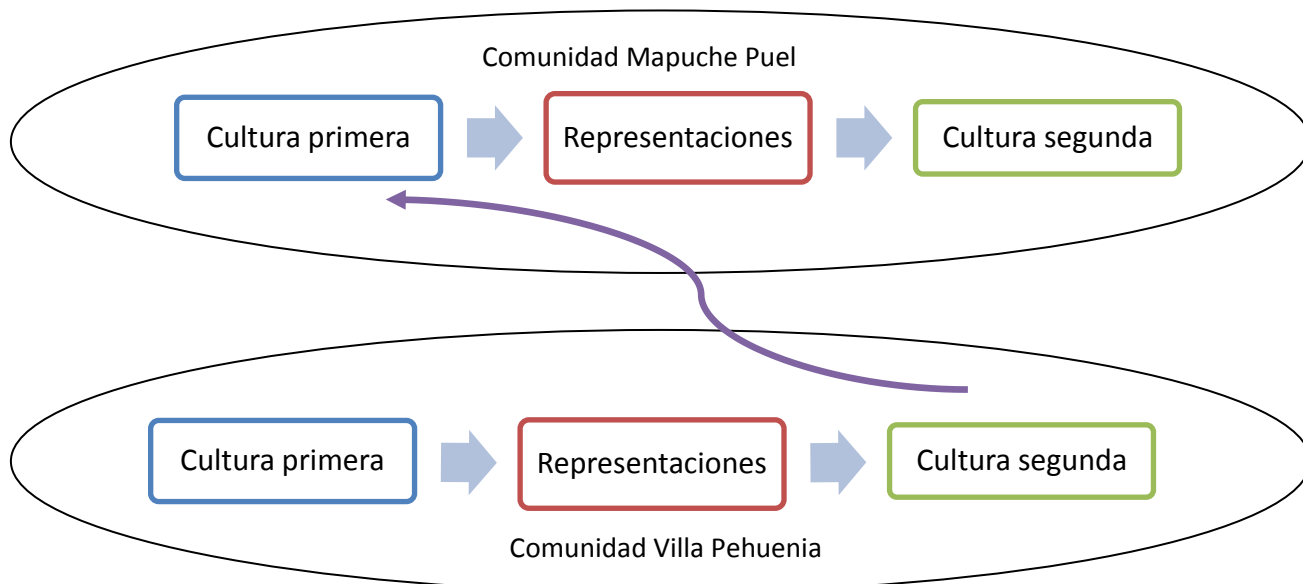 Comunidad Mapuche Puel
Cultura primera
Representaciones
Cultura segunda
Cultura primera
Representaciones
Cultura segunda
Comunidad Villa Pehuenia